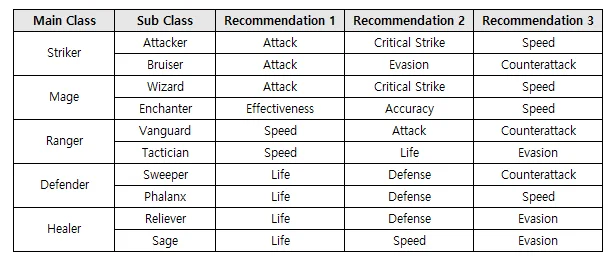 Main Class Sub Class Recommendation 1 Recommendation 2 Recommendation 3
Striker Attacker Attack Critical Strike Speed
Bruiser Attack Evasion Counterattack
Mage Wizard Attack Critical Strike Speed
Enchanter Effectiveness Accuracy Speed
Ranger Vanguard Speed Attack Counterattack
Tactician Speed Life Evasion
Defender Sweeper Life Defense Counterattack
Phalanx Life Defense Speed
Healer Reliever Life Defense Evasion
Sage Life Speed Evasion